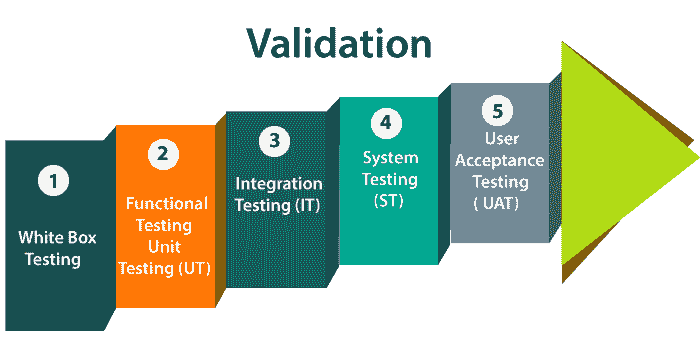 Validation
1
White Box
Testing
2
Functional
Testing
Unit
Testing (UT)
3
Integration
Testing (IT)
4
System
Testing
(ST)
5
User
Acceptance
Testing
( UAT)